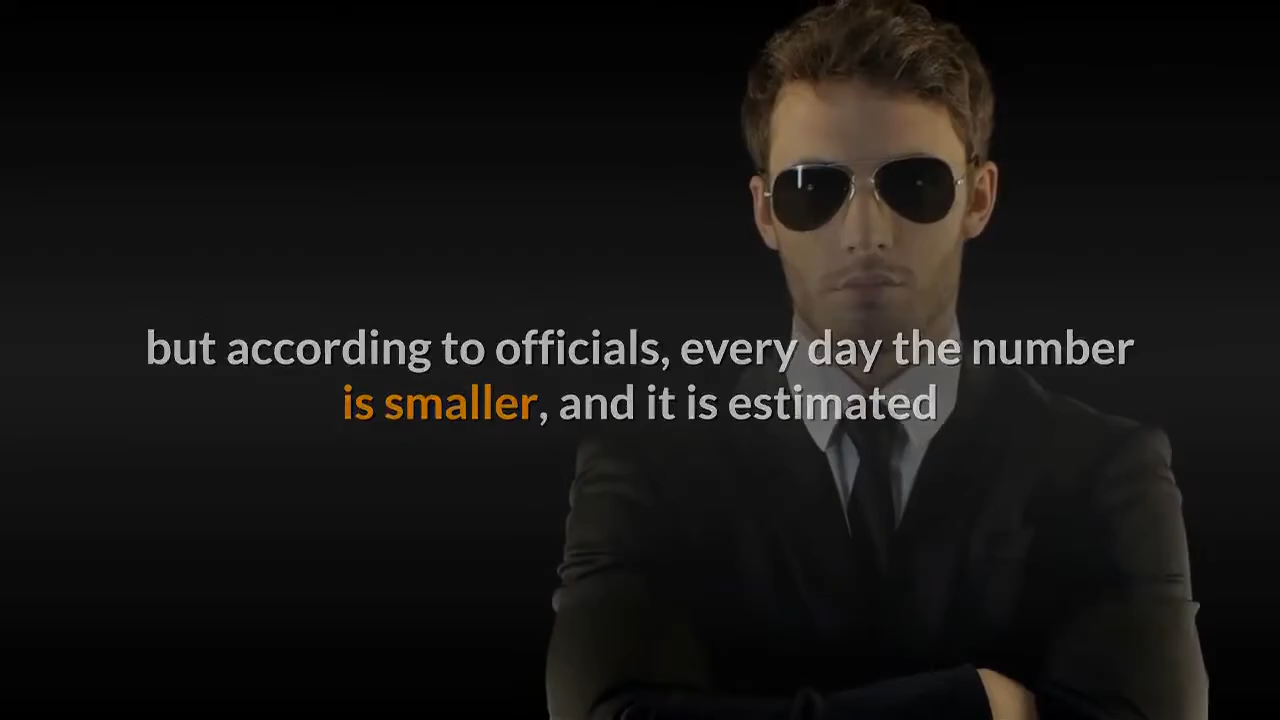 but according to officials, every day the number
is smaller, and it is estimated